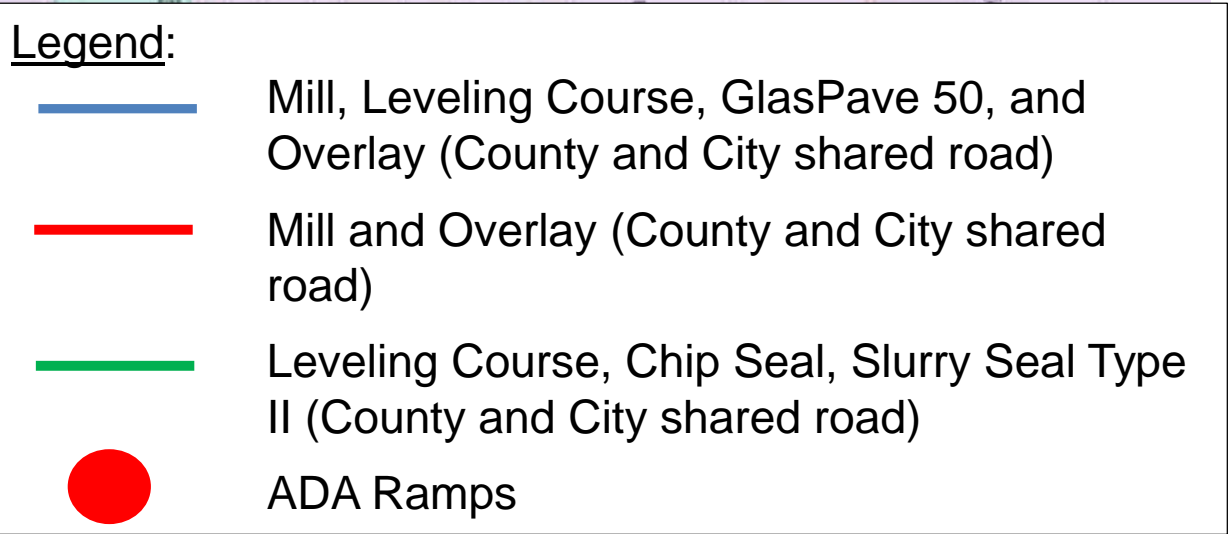 Legend:
Mill, Leveling Course, GlasPave 50, and
Overlay (County and City shared road)
Mill and Overlay (County and City shared
road)
Leveling Course, Chip Seal, Slurry Seal Type
II (County and City shared road)
ADA Ramps